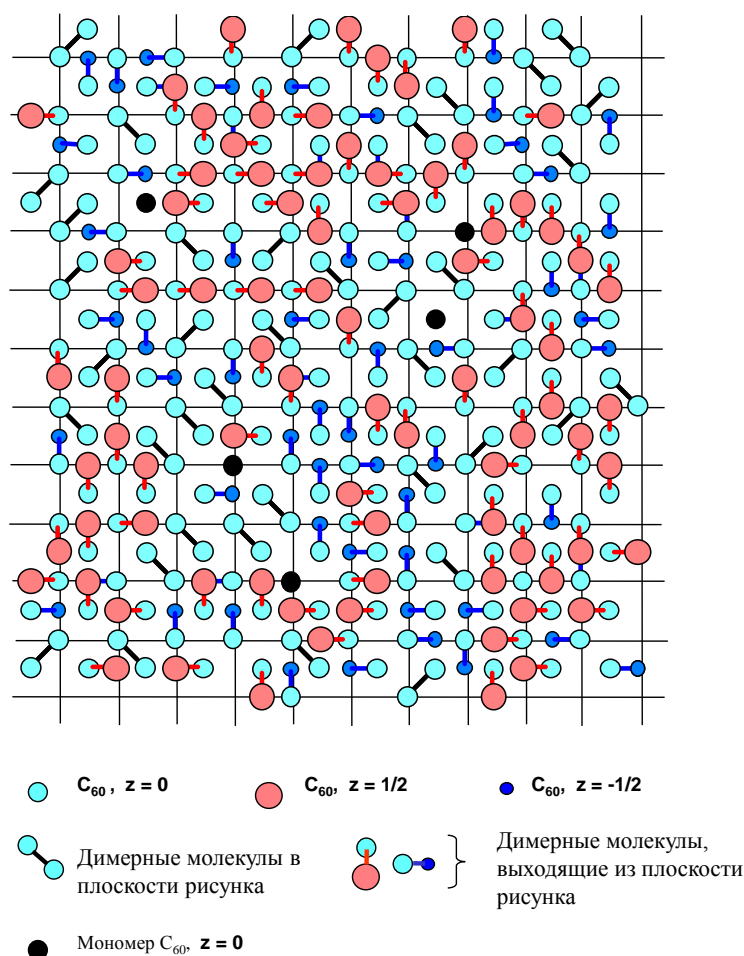 C60 , z = 0
C60, z = 1/2
C60, z = -1/2
Димерные молекулы в
плоскости рисунка
Димерные молекулы,
выходящие из плоскости
рисунка
Мономер C60, z = 0